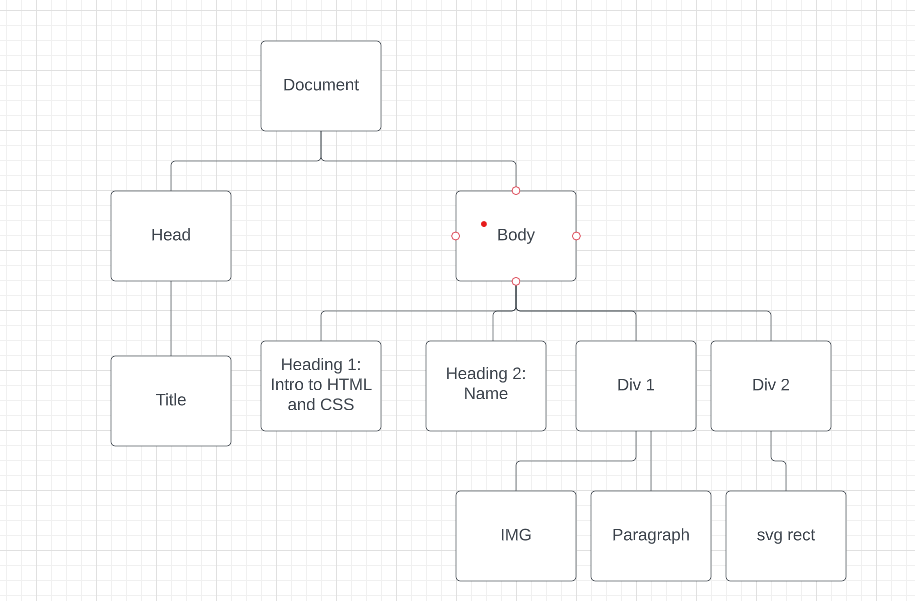 Document
Head
Body
Heading 1:
Intro to HTML
and CSS
Heading 2:
Name
Div 1
Div 2
Title
IMG
Paragraph
svg rect